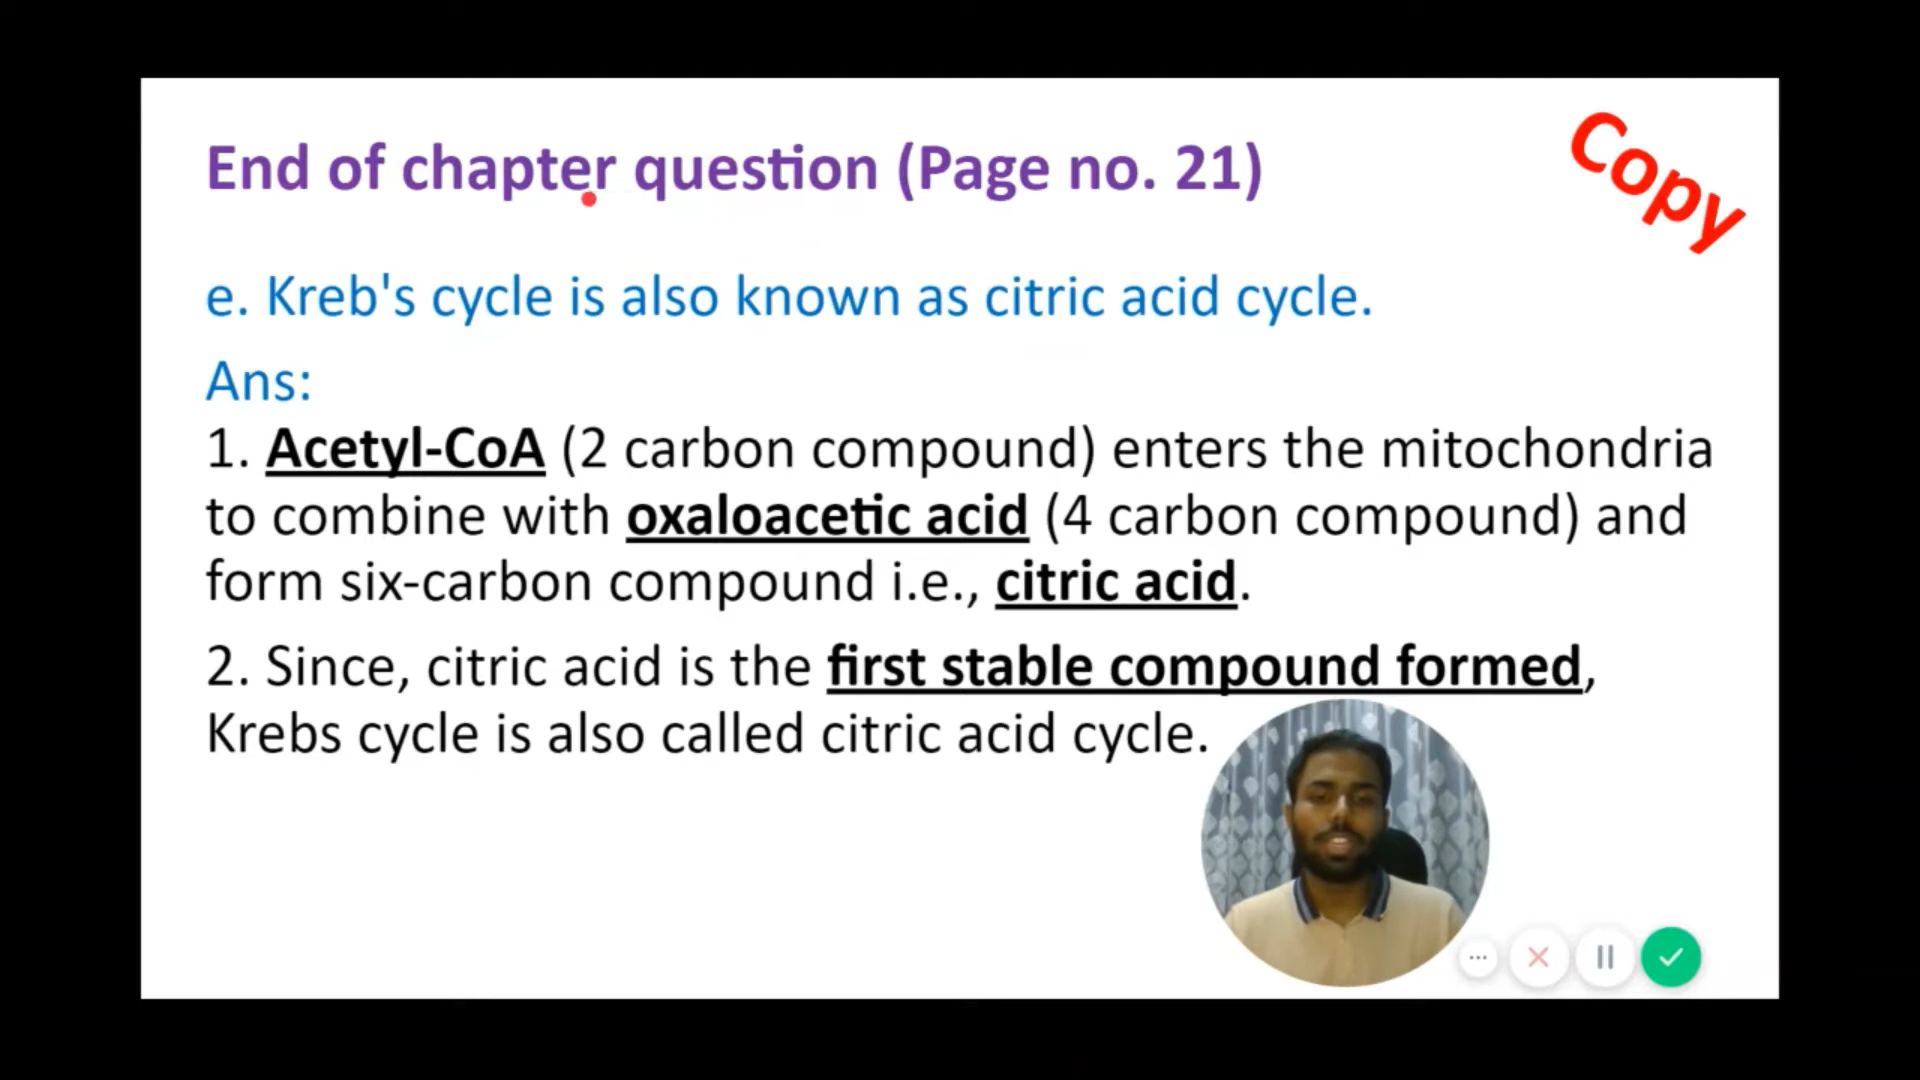 End of chapter question (Page no. 21)
Copy
e. Kreb's cycle is also known as citric acid cycle.
Ans:
1. Acetyl-CoA (2 carbon compound) enters the mitochondria
to combine with oxaloacetic acid (4 carbon compound) and
form six-carbon compound i.e., citric acid.
2. Since, citric acid is the first stable compound formed,
Krebs cycle is also called citric acid cycle.